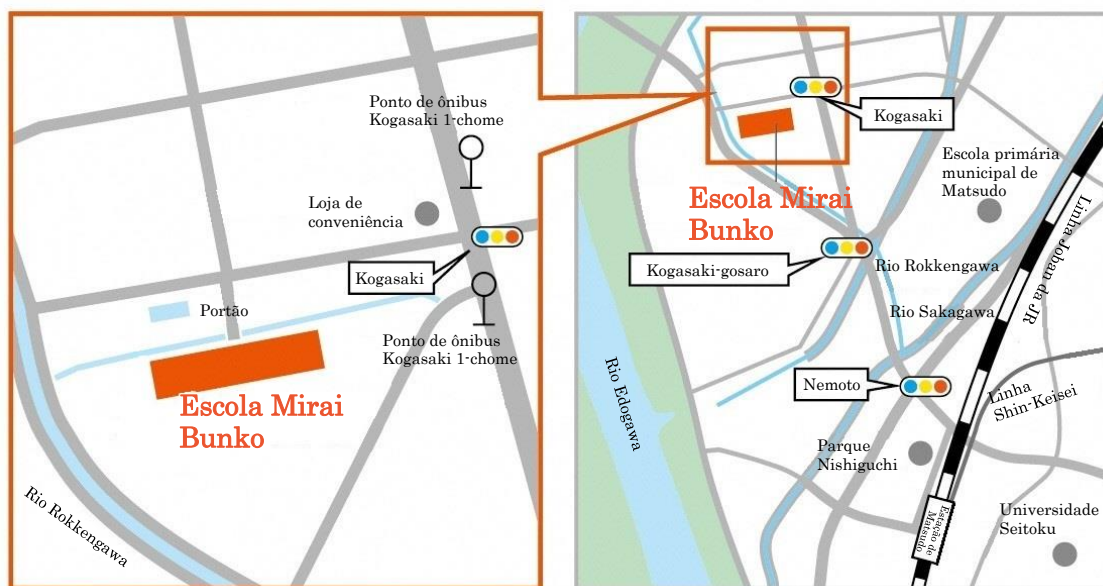 Ponto de ônibus
Kogasaki 1-chome
Loja de
conveniência
Kogasaki
Portão
Ponto de ônibus
Kogasaki 1-chome
Escola Mirai
Bunko
Rio Rokkengawa
Kogasaki
Escola primária
municipal de
Matsudo
Escola Mirai
Bunko
Linha Joban da JR
Kogasaki-gosaro
Rio Rokkengawa
Rio Sakagawa
Rio Edogawa
Nemoto
Linha
Shin-Keisei
Parque
Nishiguchi
Estação de
Matsudo
Universidade
Seitoku